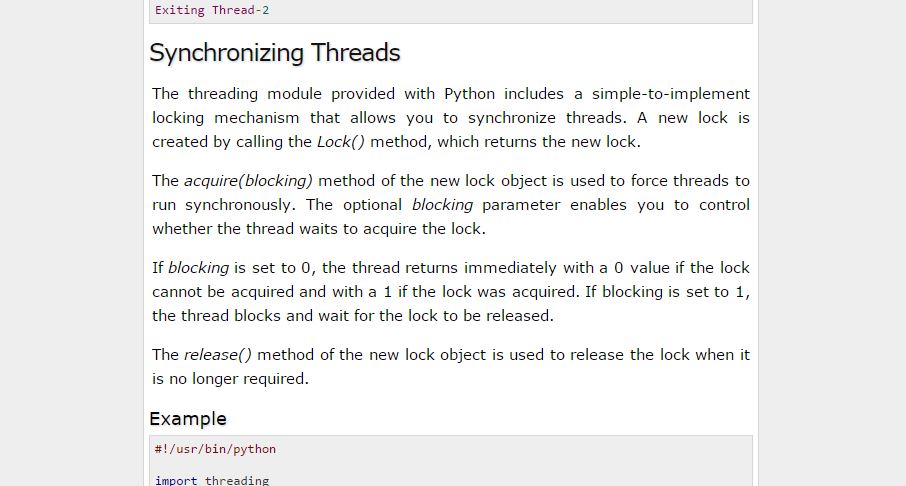 Exiting Thread-2
Synchronizing Threads
The threading module provided with Python includes a simple-to-implement
locking mechanism that allows you to synchronize threads. A new lock is
created by calling the Lock() method, which returns the new lock.
The acquire(blocking) method of the new lock object is used to force threads to
run synchronously. The optional blocking parameter enables you to control
whether the thread waits to acquire the lock.
If blocking is set to 0, the thread returns immediately with a 0 value if the lock
cannot be acquired and with a 1 if the lock was acquired. If blocking is set to 1,
the thread blocks and wait for the lock to be released.
The release() method of the new lock object is used to release the lock when it
is no longer required.
Example
#!/usr/bin/python
import threading